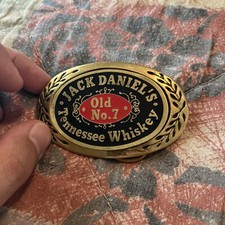 JACK DANIEL'S
Old
No.7
Tennessee Whiskey